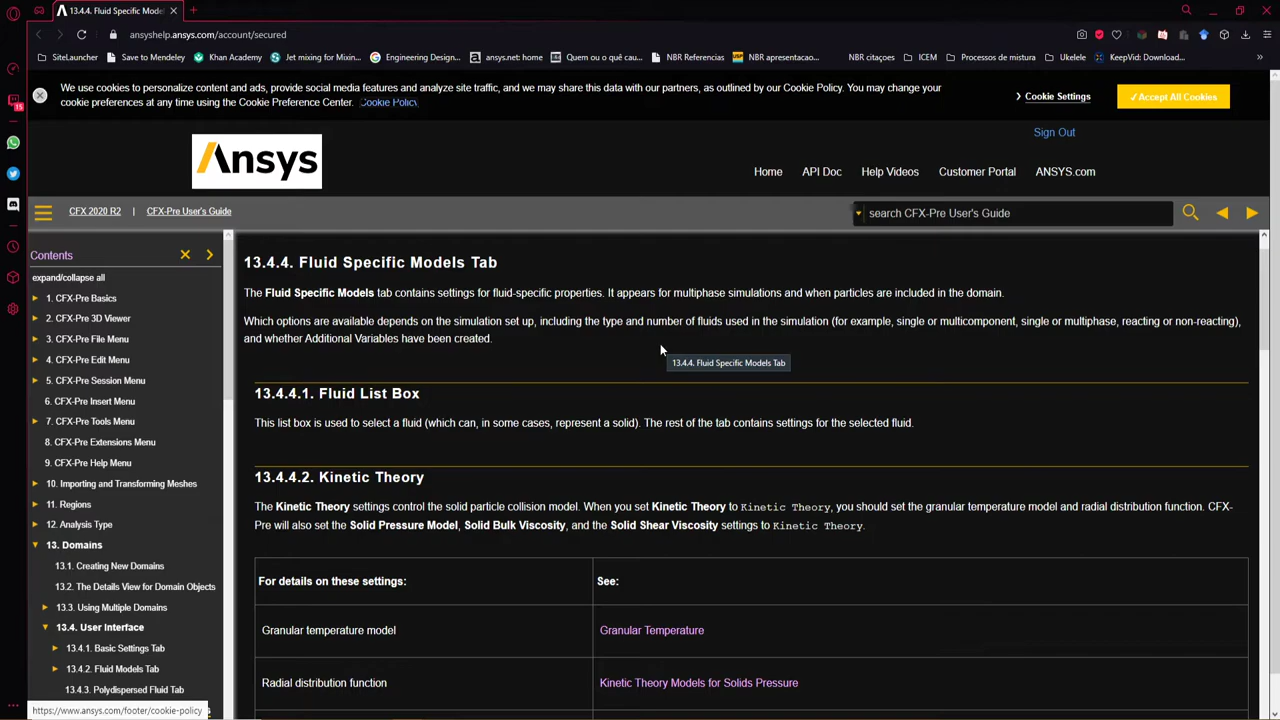 13.4.4. Fluid Specific Model
ansyshelp.ansys.com/account/secured
SiteLauncher
Save to Mendeley
Khan Academy
Jet mixing for Mixin...
Engineering Design...
ansys.net: home
Quem ou o quê cau...
NBR Referencias
NBR apresentacao...
NBR citaçoes
ICEM
Processos de mistura
Ukelele
KeepVid: Download...
»
We use cookies to personalize content and ads, provide social media features and analyze site traffic, and we may share this data with our partners, as outlined by our Cookie Policy. You may change your
cookie preferences at any time using the Cookie Preference Center. Cookie Policy.
Cookie Settings
✓Accept All Cookies
Sign Out
Ansys
Home
API Doc
Help Videos
Customer Portal
ANSYS.com
15
CFX 2020 R2 | CFX-Pre User's Guide
search CFX-Pre User's Guide
Contents
expand/collapse all
1. CFX-Pre Basics
2. CFX-Pre 3D Viewer
3. CFX-Pre File Menu
4. CFX-Pre Edit Menu
5. CFX-Pre Session Menu
6. CFX-Pre Insert Menu
7. CFX-Pre Tools Menu
8. CFX-Pre Extensions Menu
9. CFX-Pre Help Menu
10. Importing and Transforming Meshes
11. Regions
12. Analysis Type
13. Domains
13.1. Creating New Domains
13.2. The Details View for Domain Objects
13.3. Using Multiple Domains
13.4. User Interface
13.4.1. Basic Settings Tab
13.4.2. Fluid Models Tab
13.4.3. Polydispersed Fluid Tab
https://www.ansys.com/footer/cookie-policy
13.4.4. Fluid Specific Models Tab
The Fluid Specific Models tab contains settings for fluid-specific properties. It appears for multiphase simulations and when particles are included in the domain.
Which options are available depends on the simulation set up, including the type and number of fluids used in the simulation (for example, single or multicomponent, single or multiphase, reacting or non-reacting),
and whether Additional Variables have been created.
13.4.4. Fluid Specific Models Tab
13.4.4.1. Fluid List Box
This list box is used to select a fluid (which can, in some cases, represent a solid). The rest of the tab contains settings for the selected fluid.
13.4.4.2. Kinetic Theory
The Kinetic Theory settings control the solid particle collision model. When you set Kinetic Theory to Kinetic Theory, you should set the granular temperature model and radial distribution function. CFX-
Pre will also set the Solid Pressure Model, Solid Bulk Viscosity, and the Solid Shear Viscosity settings to Kinetic Theory.
For details on these settings:
See:
Granular temperature model
Granular Temperature
Radial distribution function
Kinetic Theory Models for Solids Pressure